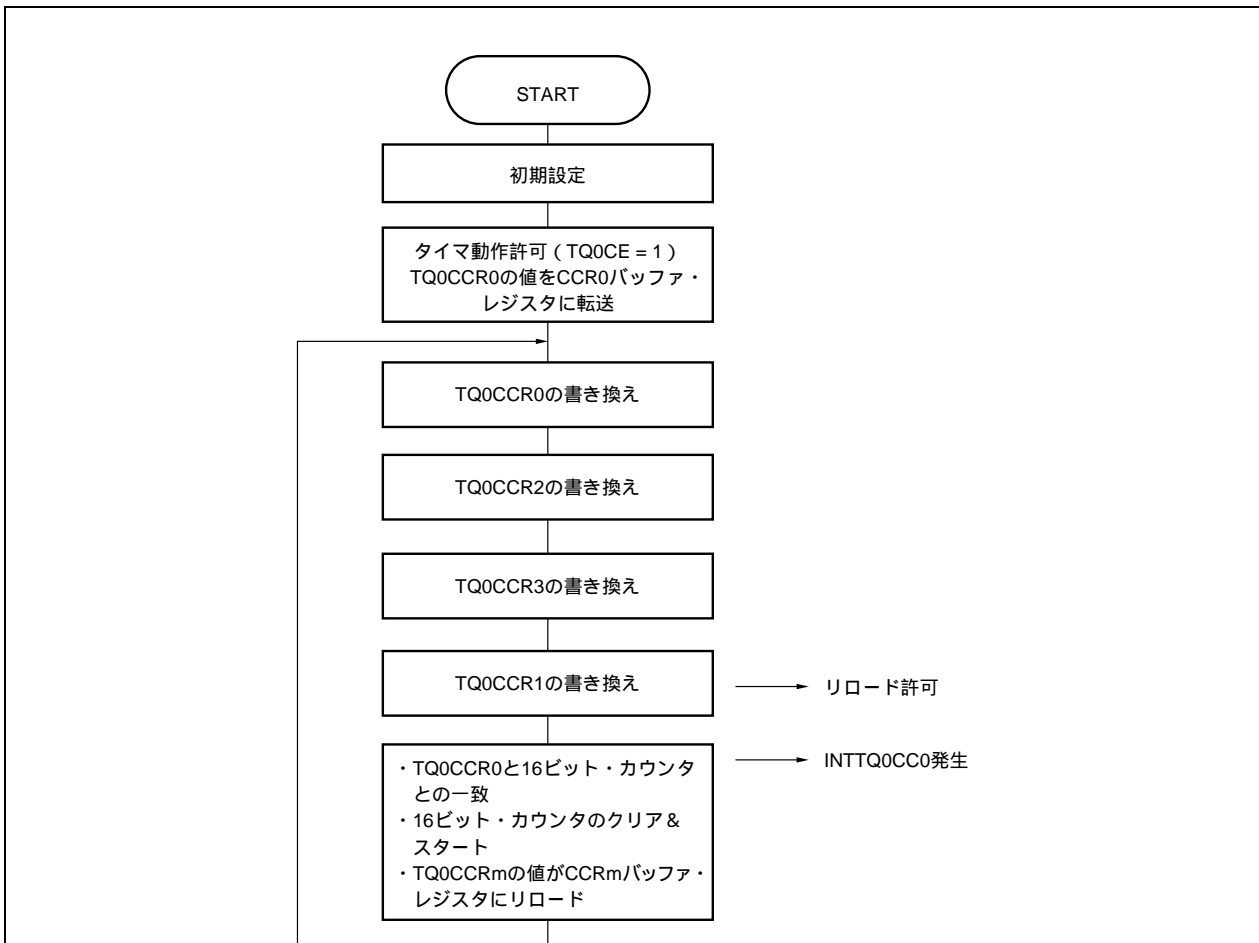 START
初期設定
タイマ動作許可（TQ0CE = 1）
TQ0CCR0の値をCCR0バッファ・
レジスタに転送
TQ0CCR0の書き換え
TQ0CCR2の書き換え
TQ0CCR3の書き換え
TQ0CCR1の書き換え
リロード許可
INTTQ0CC0発生
・TQ0CCR0と16ビット・カウンタ
との一致
・16ビット・カウンタのクリア＆
スタート
・TQ0CCRmの値がCCRmバッファ・
レジスタにリロード